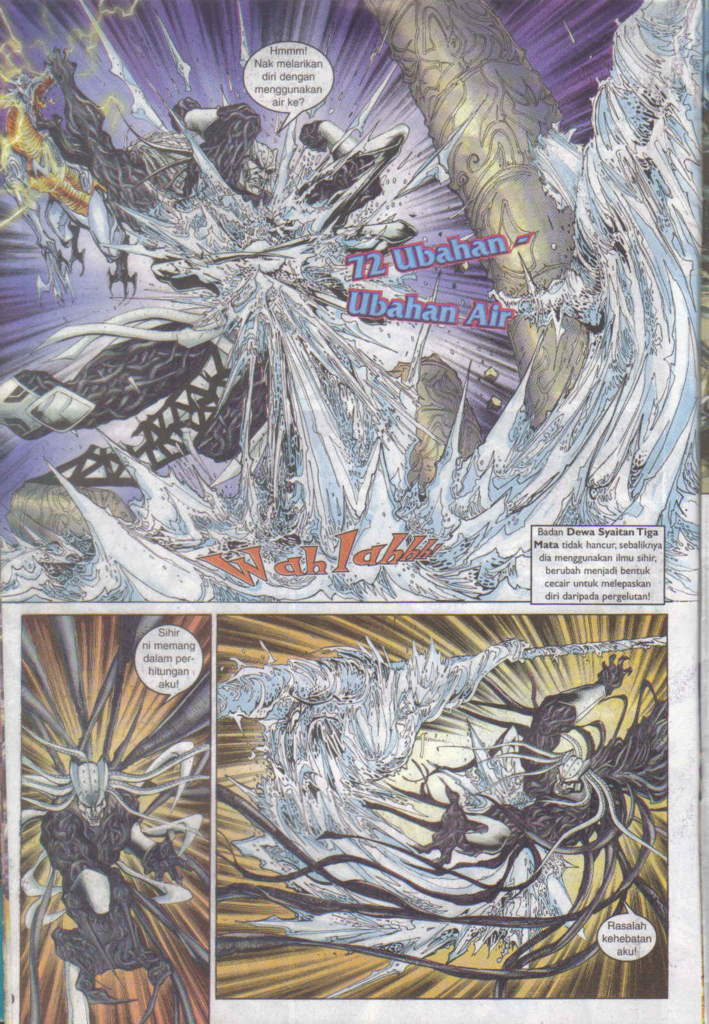 Hmmm!
Nak melarikan
diri dengan
menggunakan
air ke?
72 Ubahan -
Ubahan Air
Wahlahhh!
Badan Dewa Syaitan Tiga
Mata tidak hancur, sebaliknya
dia menggunakan ilmu sihir,
berubah menjadi bentuk
cecair untuk melepaskan
diri daripada pergelutan!
Sihir
ni memang
dalam per-
hitungan
aku!
Rasalah
kehebatan
aku!